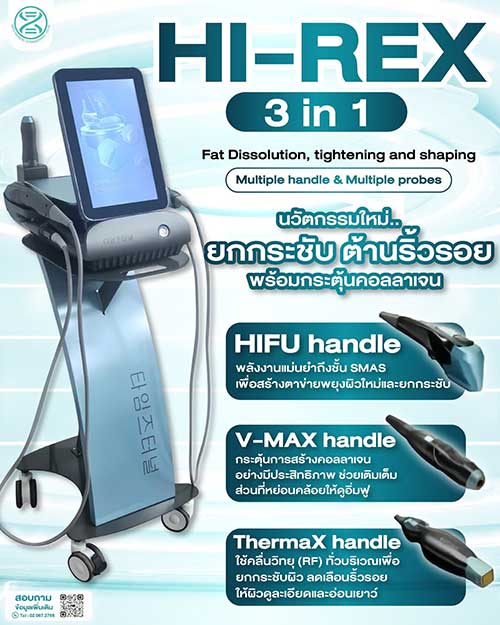 HI-REX
3 in 1
Fat Dissolution, tightening and shaping
Multiple handle & Multiple probes
นวัตกรรมใหม่..
ยกกระชับ ต้านริ้วรอย
พร้อมกระตุ้นคอลลาเจน
HIFU handle
พลังงานแม่นยำถึงชั้น SMAS
เพื่อสร้างตาข่ายพยุงผิวใหม่และยกกระชับ
V-MAX handle
กระตุ้นการสร้างคอลลาเจน
อย่างมีประสิทธิภาพ ช่วยเติมเต็ม
ส่วนที่หย่อนคล้อยให้ดูอิ่มฟู
ThermaX handle
ใช้คลื่นวิทยุ (RF) ทั่วบริเวณเพื่อ
ยกกระชับผิว ลดเลือนริ้วรอย
ให้ผิวดูละเอียดและอ่อนเยาว์
타임즈터널
สอบถาม
ข้อมูลเพิ่มเติม
Tel : 02 067 2798